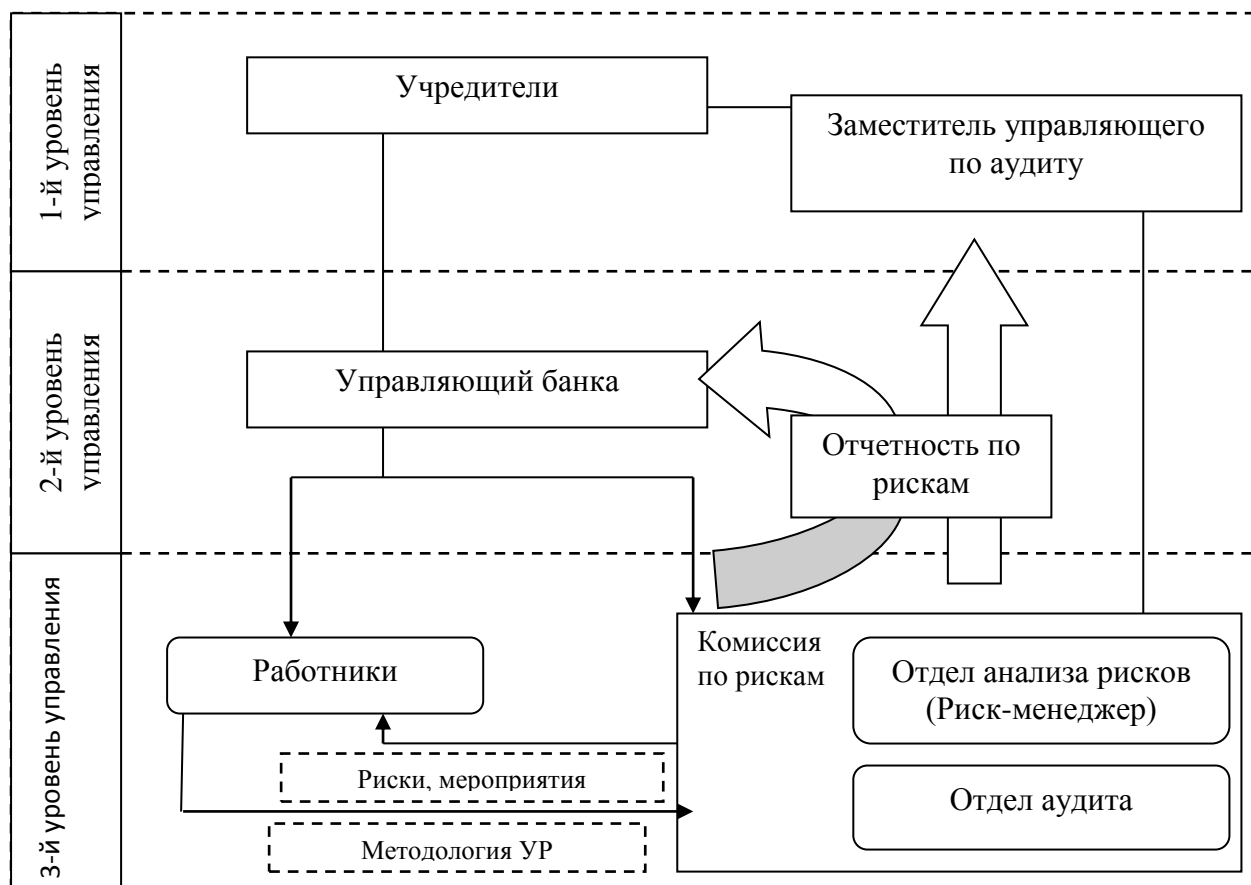 1-й уровень
управления
Учредители
Заместитель управляющего
по аудиту
2-й уровень
управления
Управляющий банка
Отчетность по
рискам
3-й уровень управления
Работники
Комиссия
по рискам
Отдел анализа рисков
(Риск-менеджер)
Риски, мероприятия
Отдел аудита
Методология УР